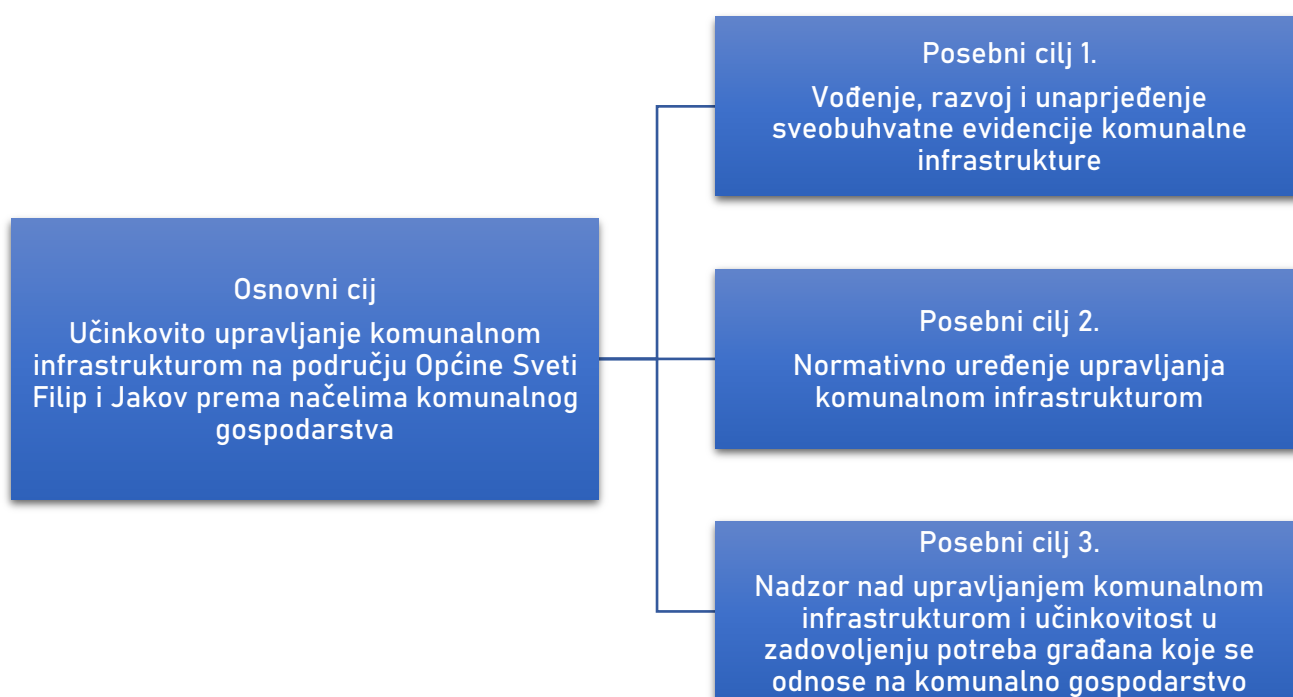 Osnovni cij
Učinkovito upravljanje komunalnom
infrastrukturom na području Općine Sveti
Filip i Jakov prema načelima komunalnog
gospodarstva
Posebni cilj 1.
Vođenje, razvoj i unaprjeđenje
sveobuhvatne evidencije komunalne
infrastrukture
Posebni cilj 2.
Normativno uređenje upravljanja
komunalnom infrastrukturom
Posebni cilj 3.
Nadzor nad upravljanjem komunalnom
infrastrukturom i učinkovitost u
zadovoljenju potreba građana koje se
odnose na komunalno gospodarstvo